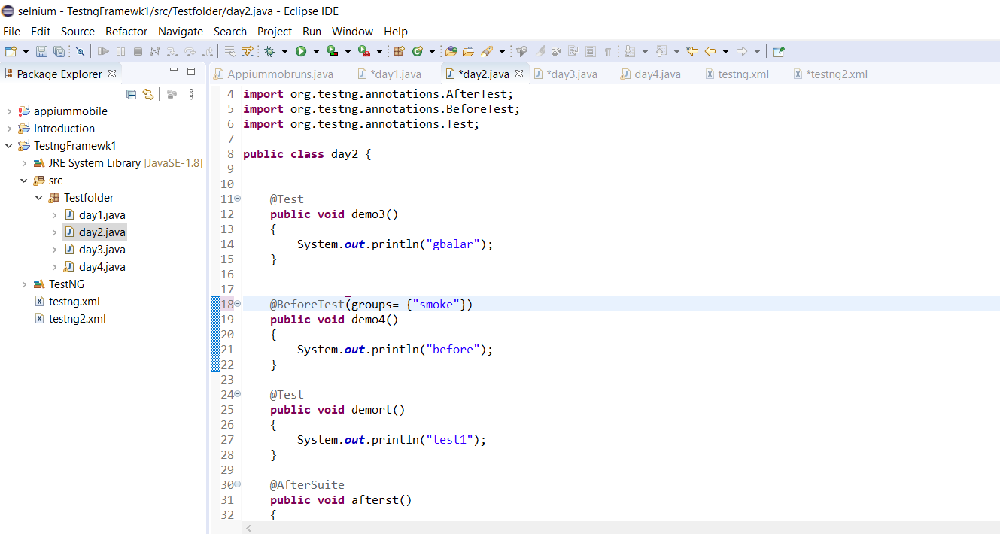 selnium - TestngFramewk1/src/Testfolder/day2.java - Eclipse IDE
File Edit Source Refactor Navigate Search Project Run Window Help
Package Explorer
appiummobile
Introduction
TestngFramewk1
JRE System Library [JavaSE-1.8]
src
Testfolder
day1.java
day2.java
day3.java
day4.java
TestNG
testng.xml
testng2.xml
Appiummobruns.java *day1.java *day2.java *day3.java day4.java testng.xml *testng2.xml
4 import org.testng.annotations.AfterTest;
5 import org.testng.annotations.BeforeTest;
6 import org.testng.annotations.Test;
7
8 public class day2 {
9
10
11 @Test
12 public void demo3()
13 {
14 System.out.println("gbalar");
15 }
16
17
18 @BeforeTest(groups= {"smoke"})
19 public void demo4()
20 {
21 System.out.println("before");
22 }
23
24 @Test
25 public void demort()
26 {
27 System.out.println("test1");
28 }
29
30 @AfterSuite
31 public void afterst()
32 {